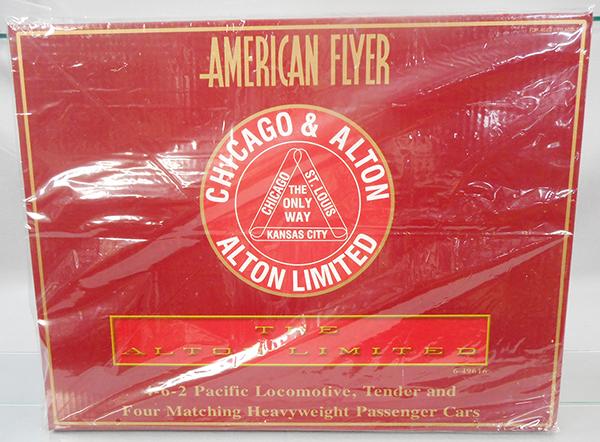 AMERICAN FLYER
CHICAGO & ALTON
CHICAGO
ST. LOUIS
THE
ONLY
WAY
KANSAS CITY
ALTON LIMITED
THE
ALTON LIMITED
6-49616
4-6-2 Pacific Locomotive, Tender and
Four Matching Heavyweight Passenger Cars